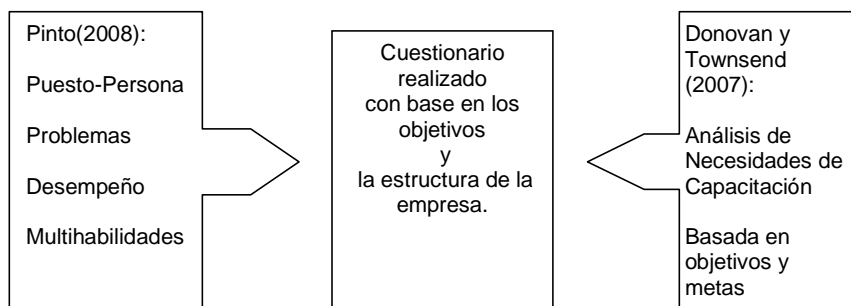 Pinto(2008):
Puesto-Persona
Problemas
Desempeño
Multihabilidades
Cuestionario
realizado
con base en los
objetivos
y
la estructura de la
empresa.
Donovan y
Townsend
(2007):
Análisis de
Necesidades de
Capacitación
Basada en
objetivos y
metas